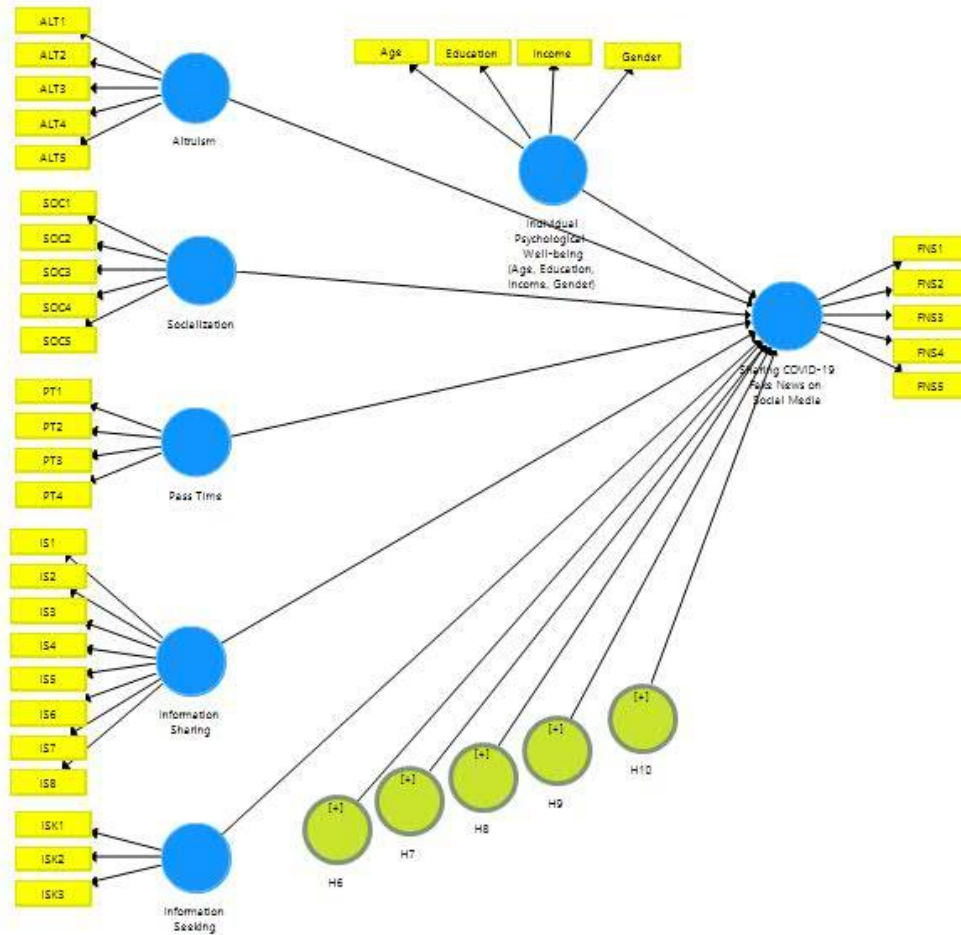 ALT1
ALT2
ALT3
ALT4
ALT5
Altruism
Age
Education
Income
Gender
Individual
Psychological
Well-being
(Age, Education,
Income, Gender)
SOC1
SOC2
SOC3
SOC4
SOC5
Socialization
FNS1
FNS2
FNS3
FNS4
FNS5
Sharing COVID-19
Fake News on
Social Media
PT1
PT2
PT3
PT4
Pass Time
IS1
IS2
IS3
IS4
IS5
IS6
IS7
IS8
Information
Sharing
ISK1
ISK2
ISK3
Information
Seeking
[+]
H6
[+]
H7
[+]
H8
[+]
H9
[+]
H10